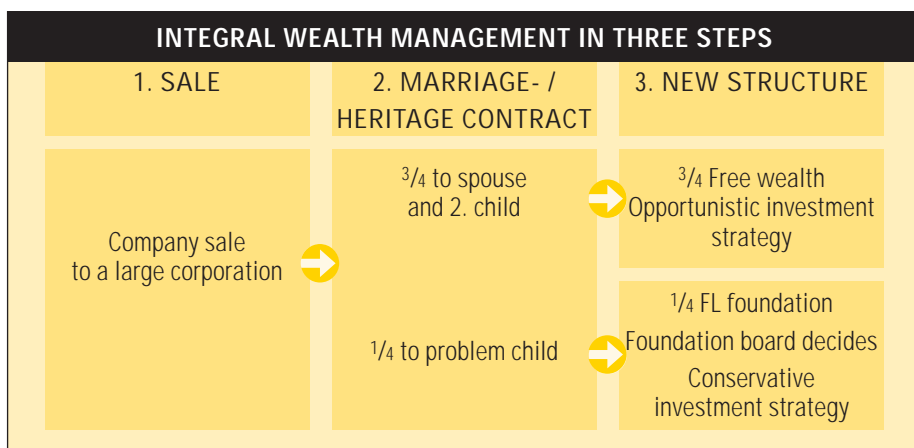 INTEGRAL WEALTH MANAGEMENT IN THREE STEPS
1. SALE
2. MARRIAGE- /
HERITAGE CONTRACT
3. NEW STRUCTURE
Company sale
to a large corporation
3/4 to spouse
and 2. child
1/4 to problem child
3/4 Free wealth
Opportunistic investment
strategy
1/4 FL foundation
Foundation board decides
Conservative
investment strategy